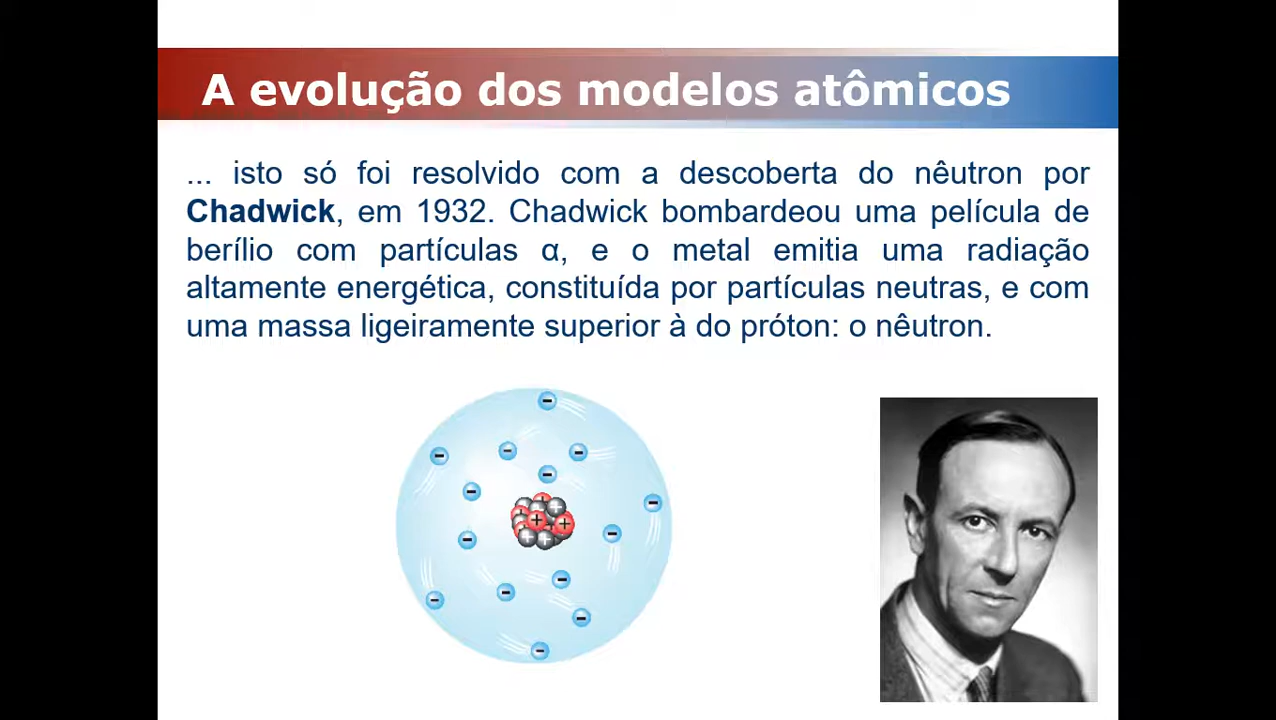 A evolução dos modelos atômicos
... isto só foi resolvido com a descoberta do nêutron por
Chadwick, em 1932. Chadwick bombardeou uma película de
berílio com partículas α, e o metal emitia uma radiação
altamente energética, constituída por partículas neutras, e com
uma massa ligeiramente superior à do próton: o nêutron.